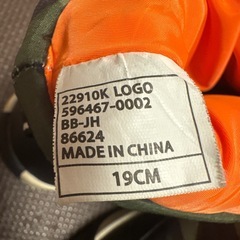 22910K LOGO
596467-0002
BB-JH
86624
MADE IN CHINA
19CM